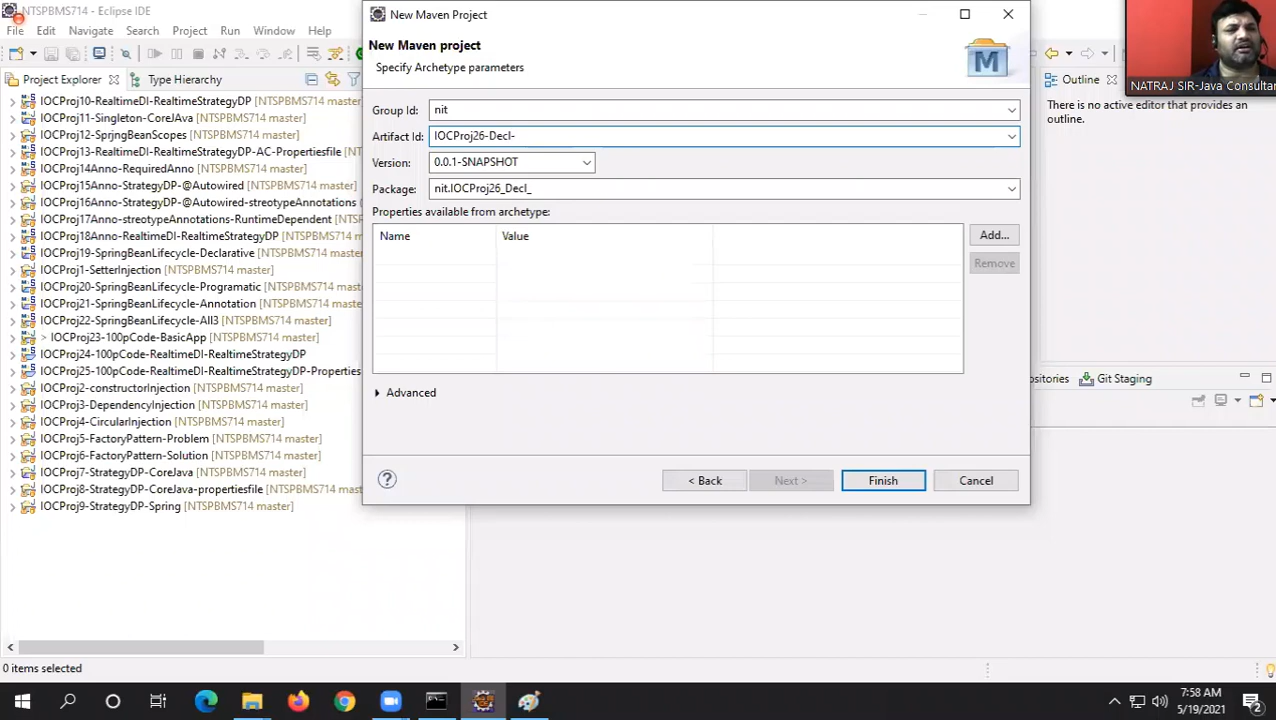 NTSPBMS714 - Eclipse IDE
File Edit Navigate Search Project Run Window Help
Project Explorer
Type Hierarchy
IOCProj10-RealtimeDI-RealtimeStrategyDP [NTSPBMS714 master]
IOCProj11-Singleton-CoreJAva [NTSPBMS714 master]
IOCProj12-SprjngBeanScopes [NTSPBMS714 master]
IOCProj13-RealtimeDI-RealtimeStrategyDP-AC-Propertiesfile
IOCProj14Anno-RequiredAnno [NTSPBMS714 master]
IOCProj15Anno-StrategyDP-@Autowired [NTSPBMS714 master]
IOCProj16Anno-StrategyDP-@Autowired-streotypeAnnotations
IOCProj17Anno-streotypeAnnotations-RuntimeDependent
IOCProj18Anno-RealtimeDI-RealtimeStrategyDP
IOCProj19-SpringBeanLifecycle-Declarative
IOCProj1-SetterInjection [NTSPBMS714 master]
IOCProj20-SpringBeanLifecycle-Programatic
IOCProj21-SpringBeanLifecycle-Annotation
IOCProj22-SpringBeanLifecycle-All3 [NTSPBMS714 master]
> IOCProj23-100pCode-BasicApp [NTSPBMS714 master]
IOCProj24-100pCode-RealtimeDI-RealtimeStrategyDP
IOCProj25-100pCode-RealtimeDI-RealtimeStrategyDP-Properties
IOCProj2-constructorInjection [NTSPBMS714 master]
IOCProj3-DependencyInjection [NTSPBMS714 master]
IOCProj4-CircularInjection [NTSPBMS714 master]
IOCProj5-FactoryPattern-Problem [NTSPBMS714 master]
IOCProj6-FactoryPattern-Solution [NTSPBMS714 master]
IOCProj7-StrategyDP-CoreJava [NTSPBMS714 master]
IOCProj8-StrategyDP-CoreJava-propertiesfile [NTSPBMS714 master]
IOCProj9-StrategyDP-Spring [NTSPBMS714 master]
0 items selected
New Maven Project
New Maven project
Specify Archetype parameters
M
Group Id: nit
Artifact Id: IOCProj26-Decl-
Version: 0.0.1-SNAPSHOT
Package: nit.IOCProj26_Decl_
Properties available from archetype:
Name Value
Add...
Remove
Advanced
< Back Next > Finish Cancel
NATRAJ SIR-Java Consultan
Outline
There is no active editor that provides an
outline.
ositories Git Staging
7:58 AM
5/19/2021
2